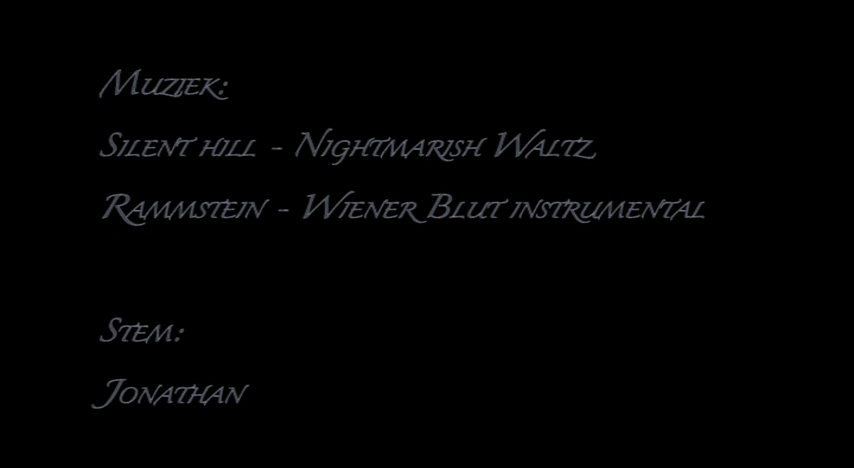 Muziek:
Silent hill - Nightmarish Waltz
Rammstein - Wiener Blut instrumental
Stem:
Jonathan